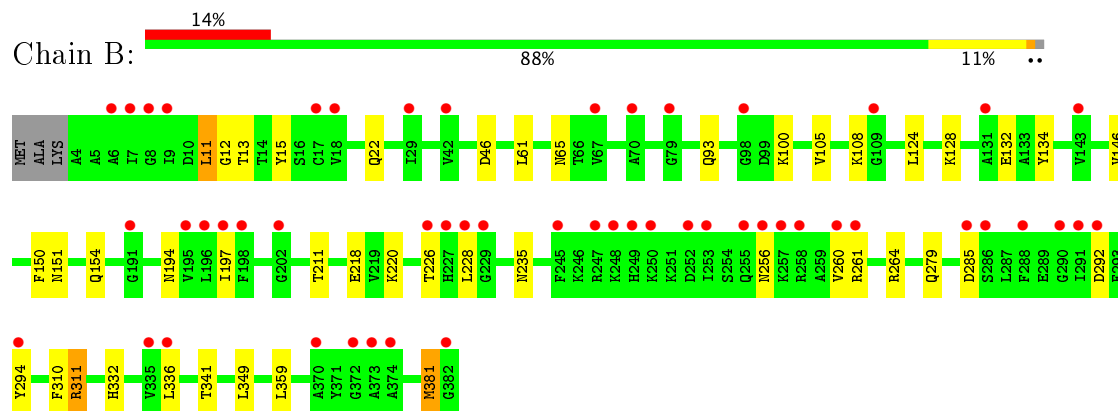 14%
Chain B:
88% 11% ••
MET ALA LYS A4 A5 A6 I7 G8 I9 D10 L11 G12 T13 T14 Y15 S16 C17 V18 Q22 I29 V42 D46 L61 N65 T66 V67 A70 G79 Q93 G98 D99 K100 V105 K108 G109 L124 K128 A131 E132 A133 Y134 V143 V146
F150 N151 Q154 G191 N194 V195 L196 I197 F198 G202 T211 E218 V219 K220 T226 H227 L228 G229 N235 F245 K246 R247 K248 H249 K250 K251 D252 I253 S254 Q255 N256 K257 R258 A259 V260 R261 R264 Q279 D285 S286 L287 F288 E289 G290 I291 D292
Y294 F310 R311 H332 V335 L336 T341 L349 L359 A370 Y371 G372 A373 A374 M381 G382